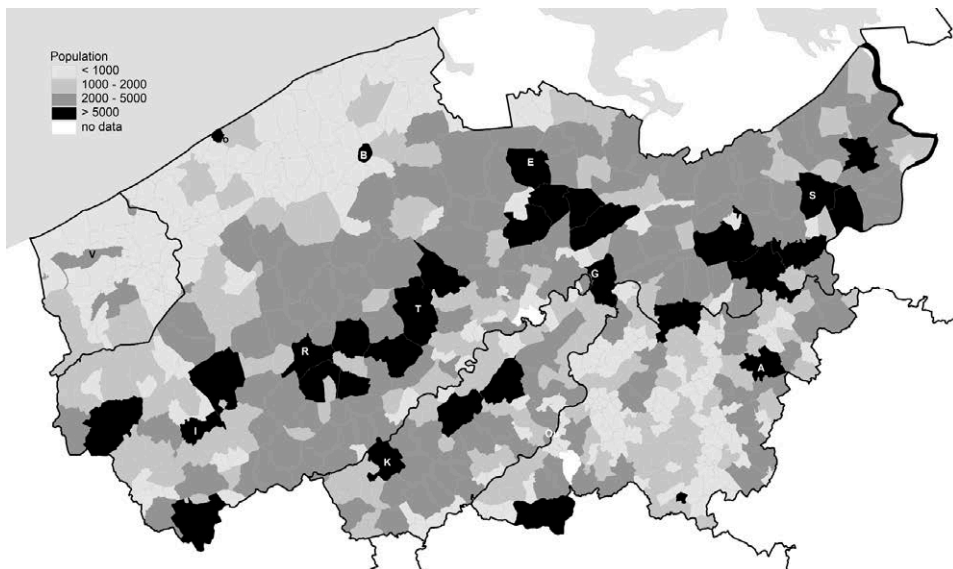 Population
< 1000
1000 - 2000
2000 - 5000
> 5000
no data
O
B
E
S
V
G
T
R
A
I
K
O